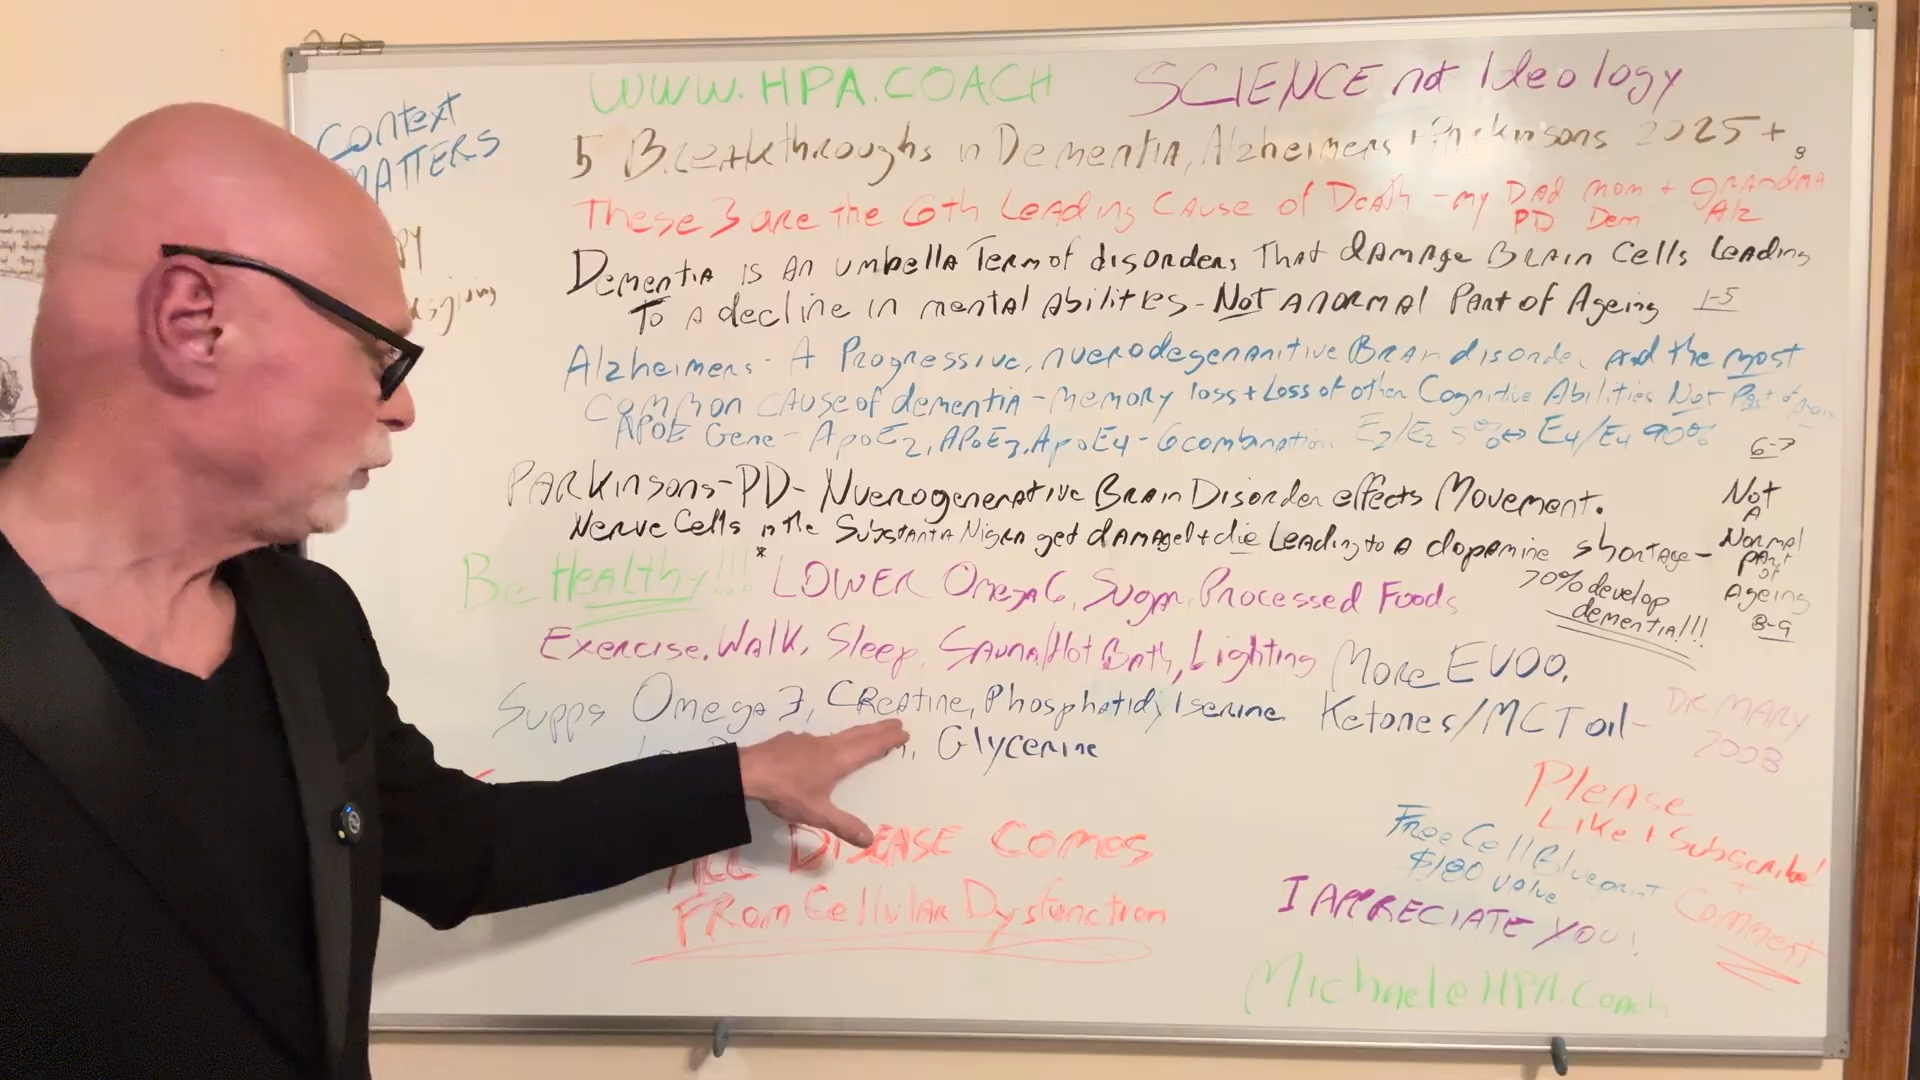 WWW.HPA.COACH
SCIENCE not Ideology
Context
MATTERS
5 Breakthroughs in Dementia, Alzheimers + Parkinsons 2025+
These 3 are the 6th Leading Cause of Death - my DAD mom + grandma
PD Dem Alz
Dementia is an umbella Term of disorders That damage Brain Cells Leading
To a decline in mental abilities - Not a normal Part of Ageing 1-5
Alzheimers - A Progressive, nuerodegenanitive Brain disorder and the most
common cause of dementia - memory loss + Loss of other Cognitive Abilities Not Part of
APOE Gene - ApoE2, APOE3, ApoE4 - 6 combination E2/E2 5% ↔ E4/E4 90%
6-7
PARKinsons - PD - Nuerogenerative Brain Disorder effects Movement.
Nerve Cells in the Substanta Nigra get damaged + die Leading to a dopamine shortage -
70% develop
dementia!!!
Not
A
Normal
part
of
Ageing
8-9
Be Healthy!!!
*LOWER Omega 6, Sugar, Processed Foods
Exercise, Walk, Sleep, Sauna/Hot Bath, Lighting More EVOO,
Supps Omega 3, Creatine, Phosphatidylserine Ketones/MCT oil -
DR MARY
2008
Glycerine
All DISEASE Comes
From Cellular Dysfunction
Please
Like + Subscribe!
+
Comment
Free Cell Blueprint
$180 value
I APPRECIATE YOU!
Michael@HPA.Coach